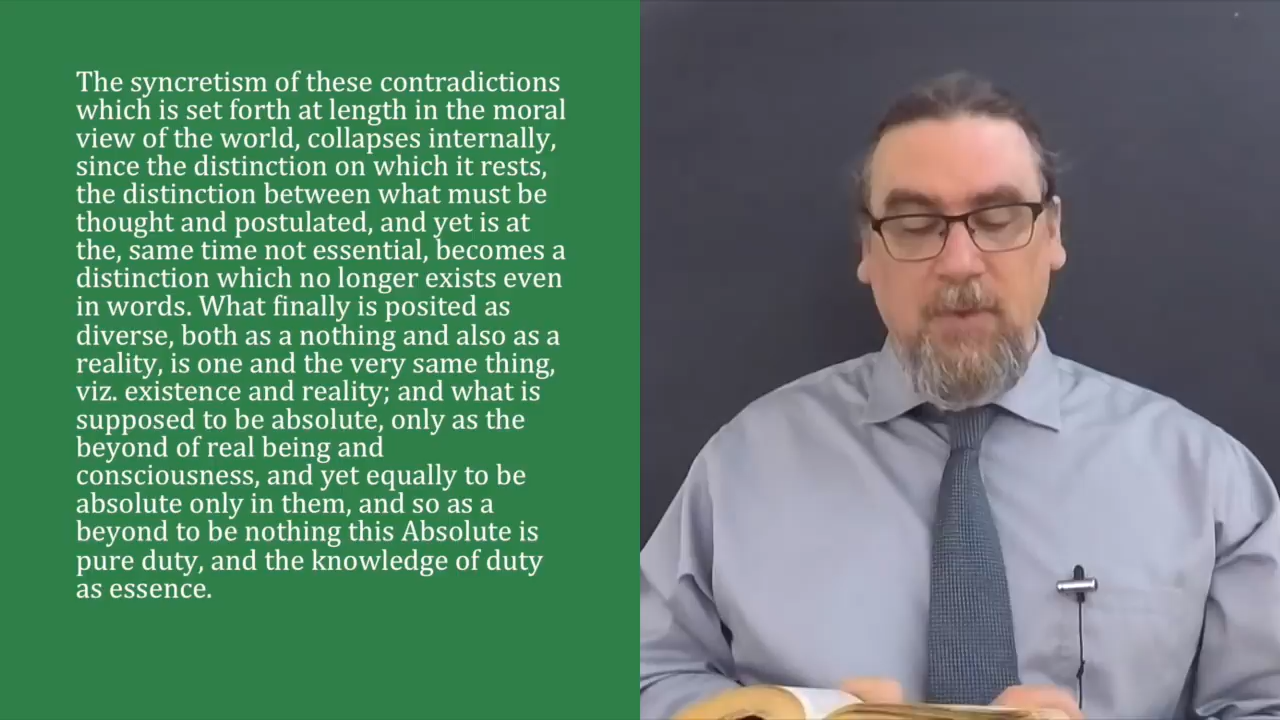 The syncretism of these contradictions
which is set forth at length in the moral
view of the world, collapses internally,
since the distinction on which it rests,
the distinction between what must be
thought and postulated, and yet is at
the, same time not essential, becomes a
distinction which no longer exists even
in words. What finally is posited as
diverse, both as a nothing and also as a
reality, is one and the very same thing,
viz. existence and reality; and what is
supposed to be absolute, only as the
beyond of real being and
consciousness, and yet equally to be
absolute only in them, and so as a
beyond to be nothing this Absolute is
pure duty, and the knowledge of duty
as essence.